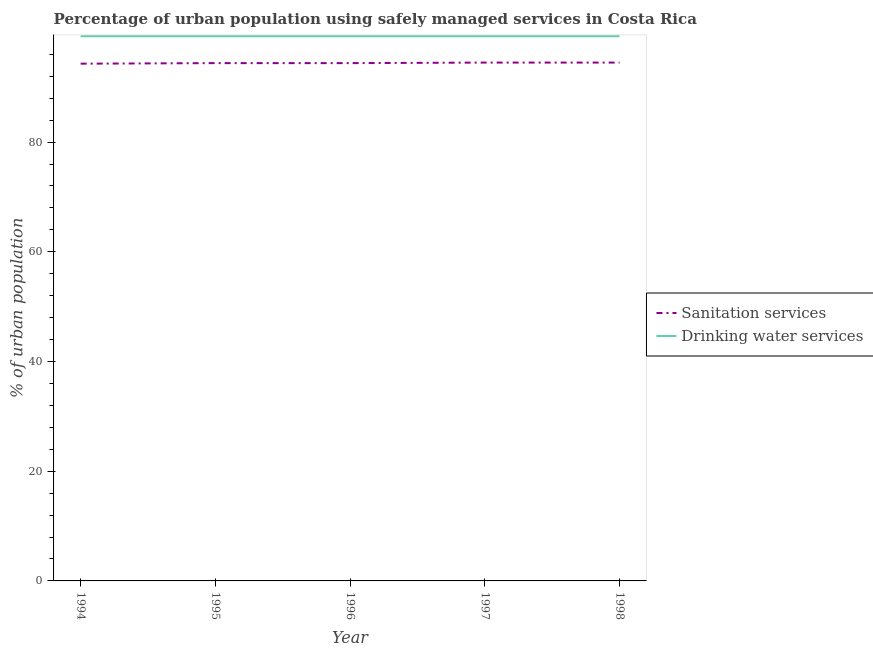 Percentage of urban population using safely managed services in Costa Rica
% of urban population
80
60
40
20
0
1994
1995
1996
1997
1998
Year
Sanitation services
Drinking water services